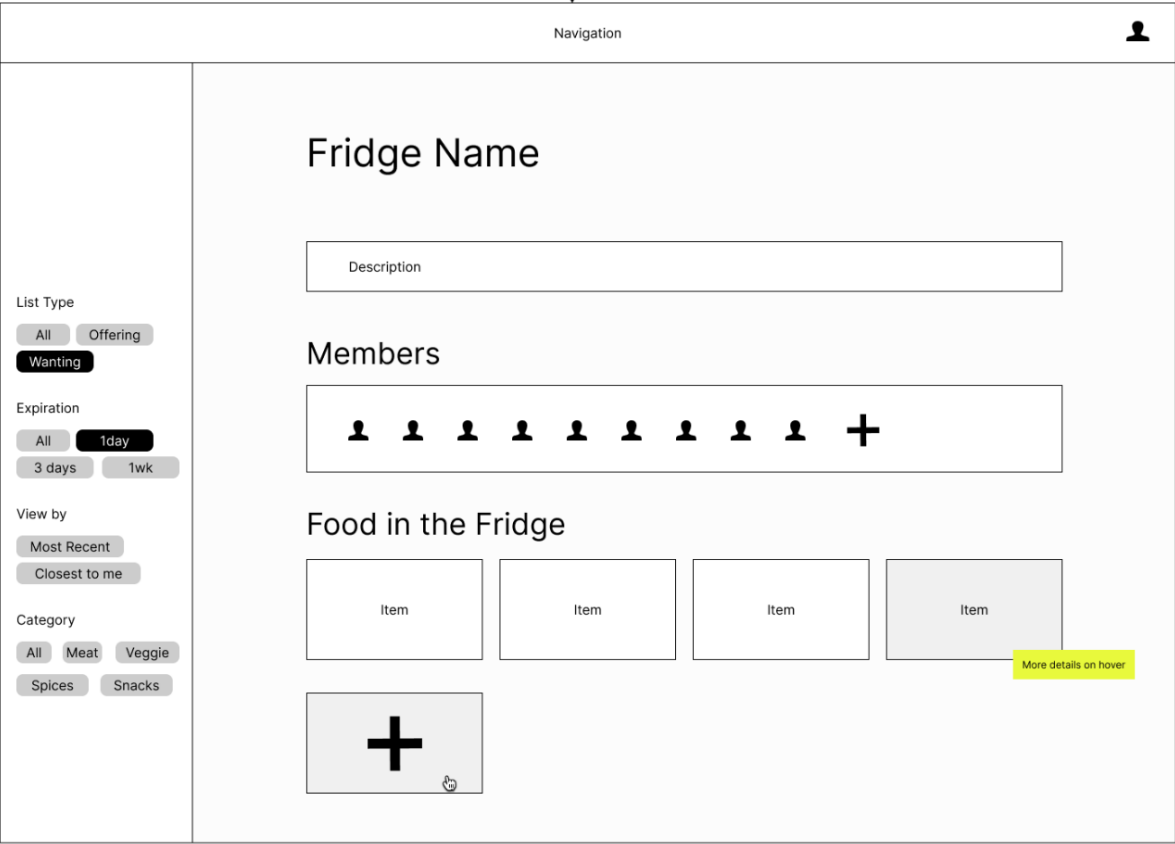 Navigation
Fridge Name
Description
Members
Food in the Fridge
Item Item Item Item
More details on hover
List Type
All Offering
Wanting
Expiration
All 1day
3 days 1wk
View by
Most Recent
Closest to me
Category
All Meat Veggie
Spices Snacks